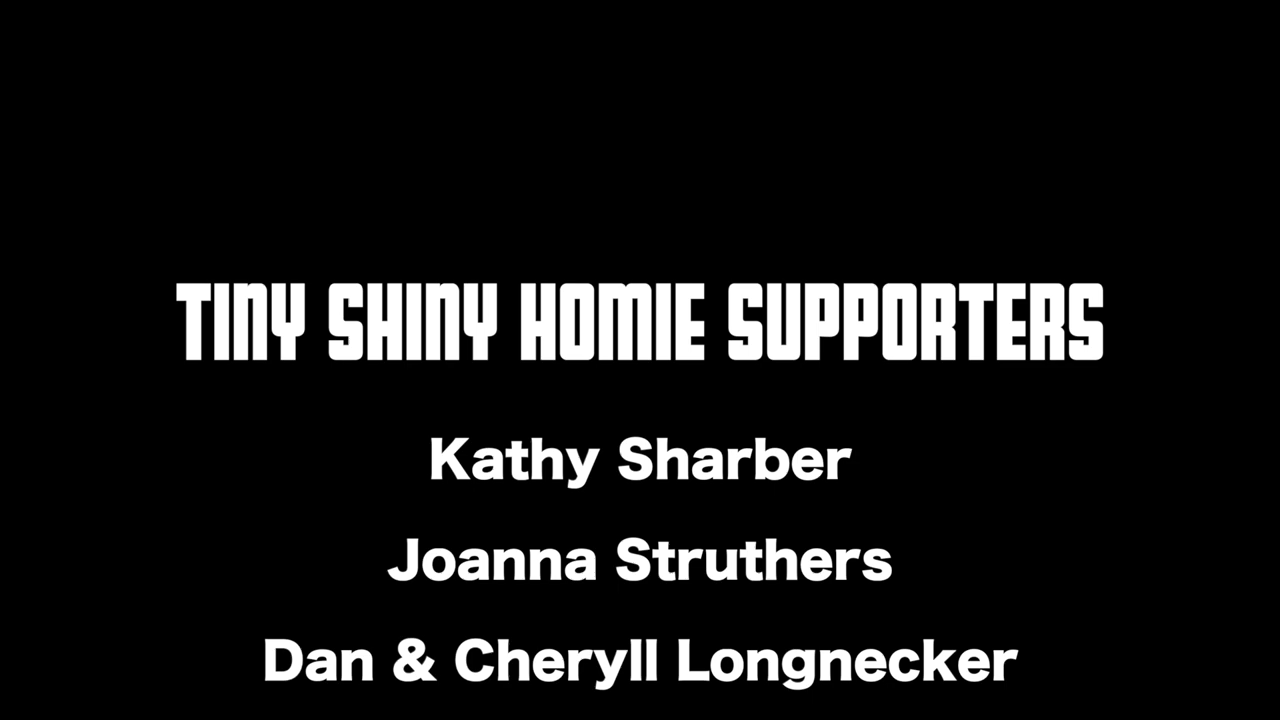 TINY SHINY HOMIE SUPPORTERS
Kathy Sharber
Joanna Struthers
Dan & Cheryll Longnecker